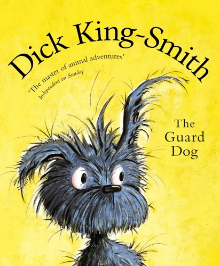 Dick King-Smith
"The master of animal adventures"
Independent on Sunday
The
Guard
Dog